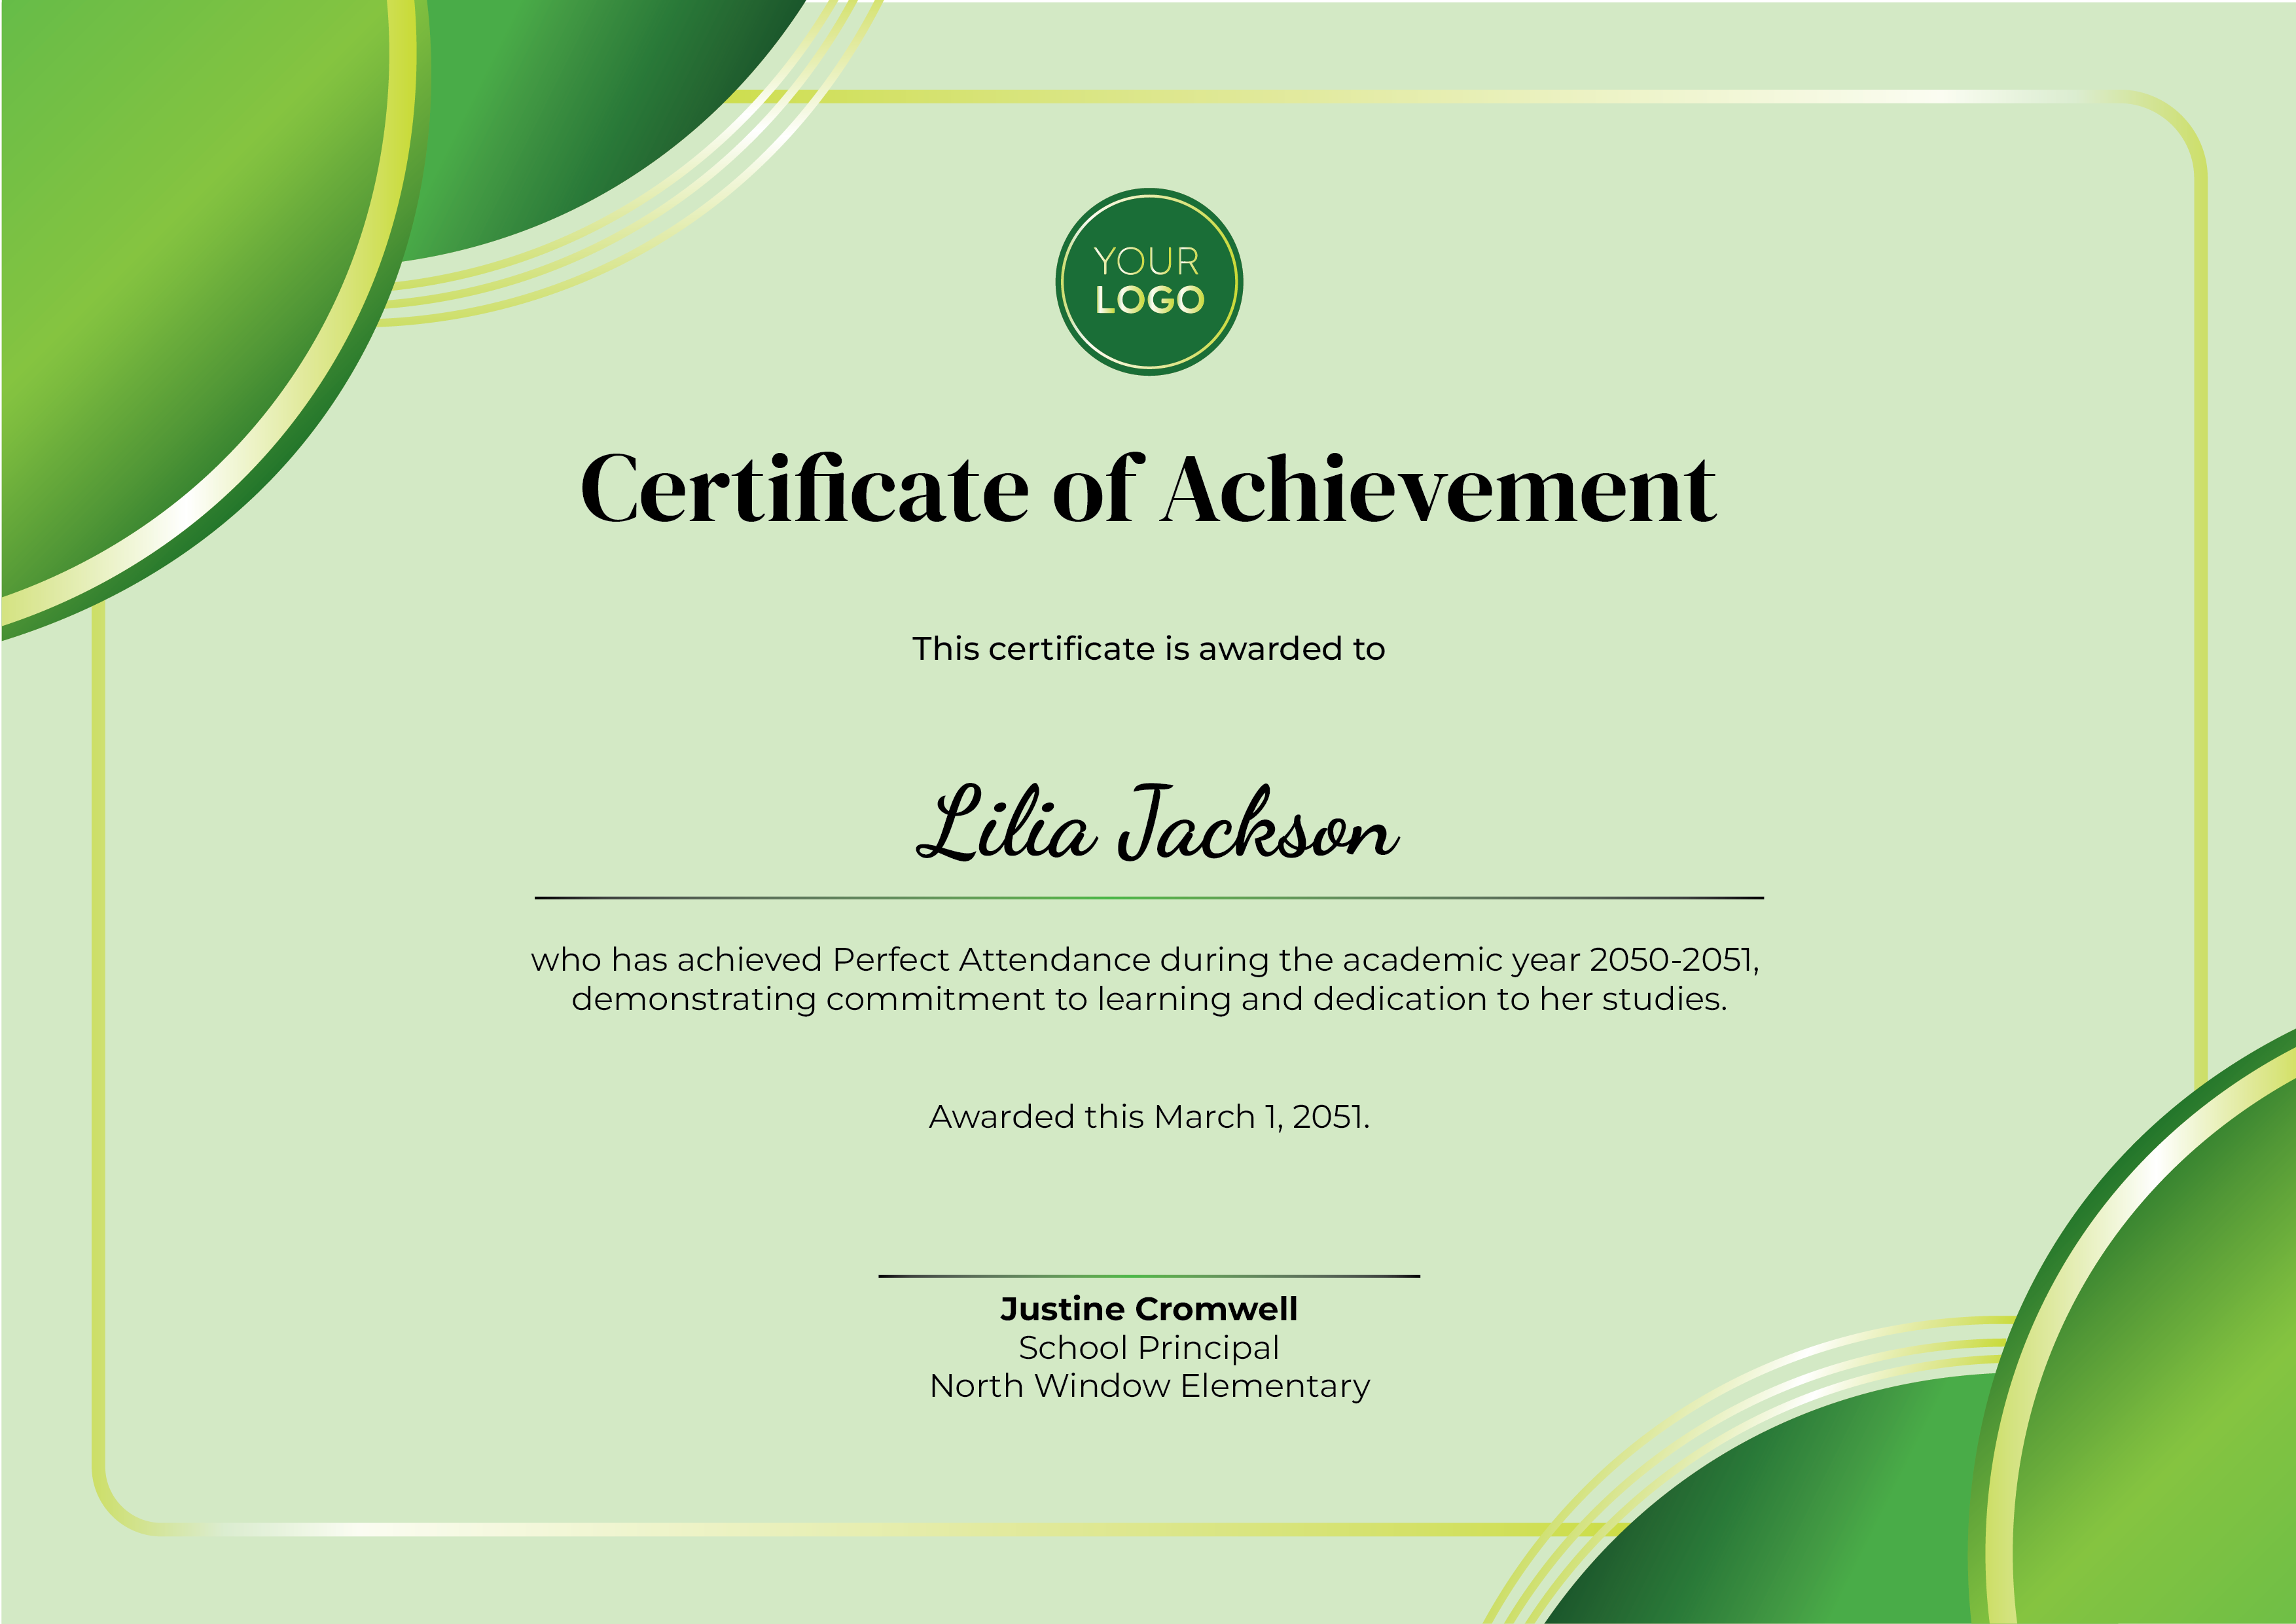 YOUR
LOGO
Certificate of Achievement
This certificate is awarded to
Lilia Jackson
who has achieved Perfect Attendance during the academic year 2050-2051,
demonstrating commitment to learning and dedication to her studies.
Awarded this March 1, 2051.
Justine Cromwell
School Principal
North Window Elementary